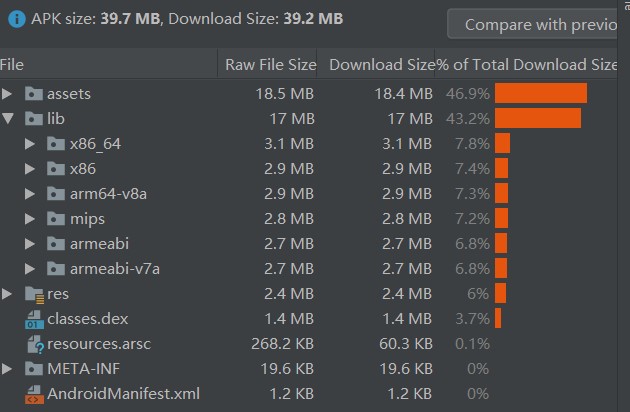 APK size: 39.7 MB, Download Size: 39.2 MB
Compare with previo
File Raw File Size Download Size % of Total Download Size
assets 18.5 MB 18.4 MB 46.9%
lib 17 MB 17 MB 43.2%
x86_64 3.1 MB 3.1 MB 7.8%
x86 2.9 MB 2.9 MB 7.4%
arm64-v8a 2.9 MB 2.9 MB 7.3%
mips 2.8 MB 2.8 MB 7.2%
armeabi 2.7 MB 2.7 MB 6.8%
armeabi-v7a 2.7 MB 2.7 MB 6.8%
res 2.4 MB 2.4 MB 6%
classes.dex 1.4 MB 1.4 MB 3.7%
resources.arsc 268.2 KB 60.3 KB 0.1%
META-INF 19.6 KB 19.6 KB 0%
AndroidManifest.xml 1.2 KB 1.2 KB 0%